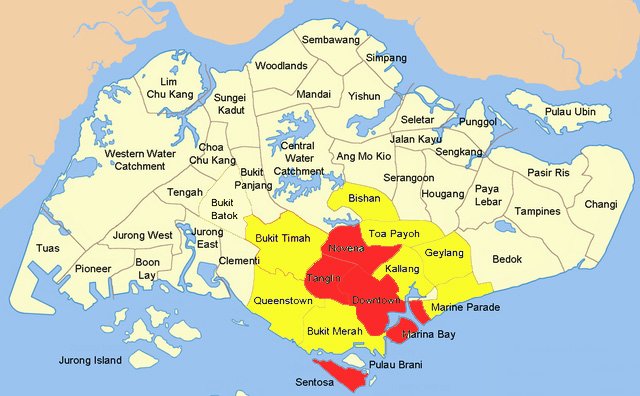 Sembawang
Simpang
Woodlands
Lim
Chu Kang
Mandai
Yishun
Sungei
Kadut
Seletar
Punggol
Pulau Ubin
Jalan Kayu
Sengkang
Western Water
Catchment
Choa
Chu Kang
Central
Water
Catchment
Ang Mo Kio
Bukit
Panjang
Serangoon
Hougang
Paya
Lebar
Pasir Ris
Tampines
Changi
Tengah
Bukit
Batok
Bishan
Toa Payoh
Tuas
Jurong West
Jurong
East
Bukit Timah
Novena
Geylang
Bedok
Pioneer
Boon
Lay
Clementi
Tanglin
Kallang
Queenstown
Downtown
Marine Parade
Bukit Merah
Marina Bay
Jurong Island
Pulau Brani
Sentosa